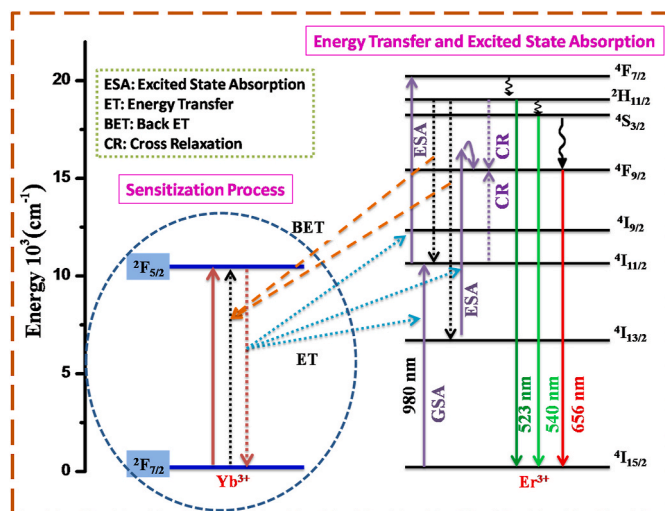 Energy Transfer and Excited State Absorption
ESA: Excited State Absorption
ET: Energy Transfer
BET: Back ET
CR: Cross Relaxation
Sensitization Process
Energy 10³(cm⁻¹)
20
15
10
5
0
²F₅/₂
²F₇/₂
Yb³⁺
BET
ET
ESA
CR
CR
ESA
GSA
980 nm
523 nm
540 nm
656 nm
⁴F₇/₂
²H₁₁/₂
⁴S₃/₂
⁴F₉/₂
⁴I₉/₂
⁴I₁₁/₂
⁴I₁₃/₂
⁴I₁₅/₂
Er³⁺